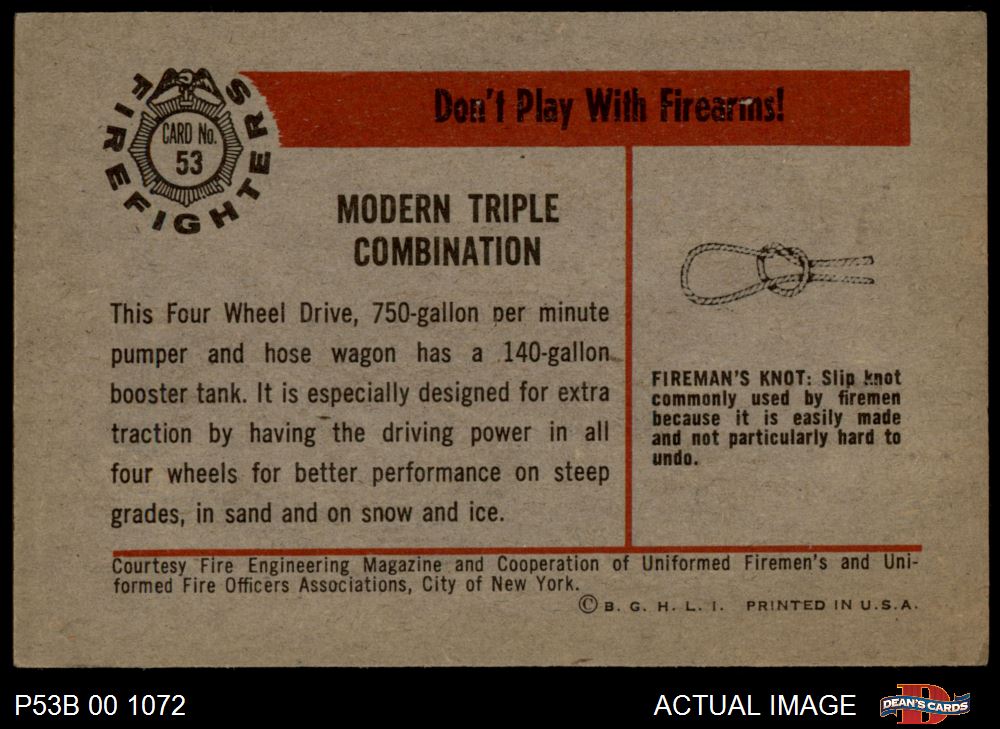 FIREFIGHTERS
CARD No.
53
Don't Play With Firearms!
MODERN TRIPLE
COMBINATION
This Four Wheel Drive, 750-gallon per minute
pumper and hose wagon has a 140-gallon
booster tank. It is especially designed for extra
traction by having the driving power in all
four wheels for better performance on steep
grades, in sand and on snow and ice.
FIREMAN'S KNOT: Slip knot
commonly used by firemen
because it is easily made
and not particularly hard to
undo.
Courtesy Fire Engineering Magazine and Cooperation of Uniformed Firemen's and Uni-
formed Fire Officers Associations, City of New York.
© B. G. H. L. I. PRINTED IN U.S.A.
P53B 00 1072
ACTUAL IMAGE
D
DEAN'S CARDS